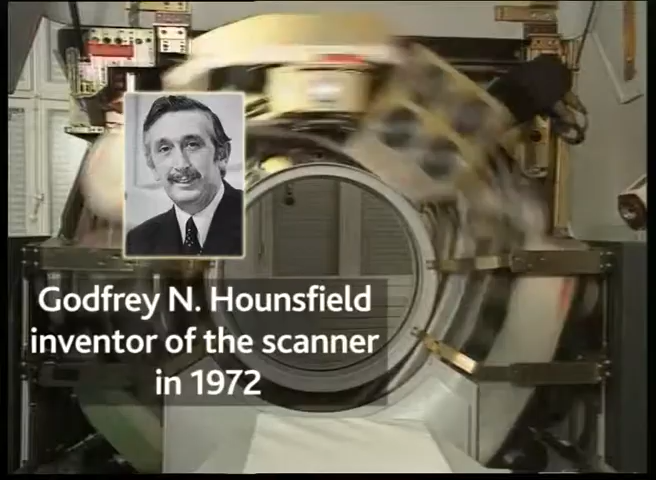 Godfrey N. Hounsfield
inventor of the scanner
in 1972